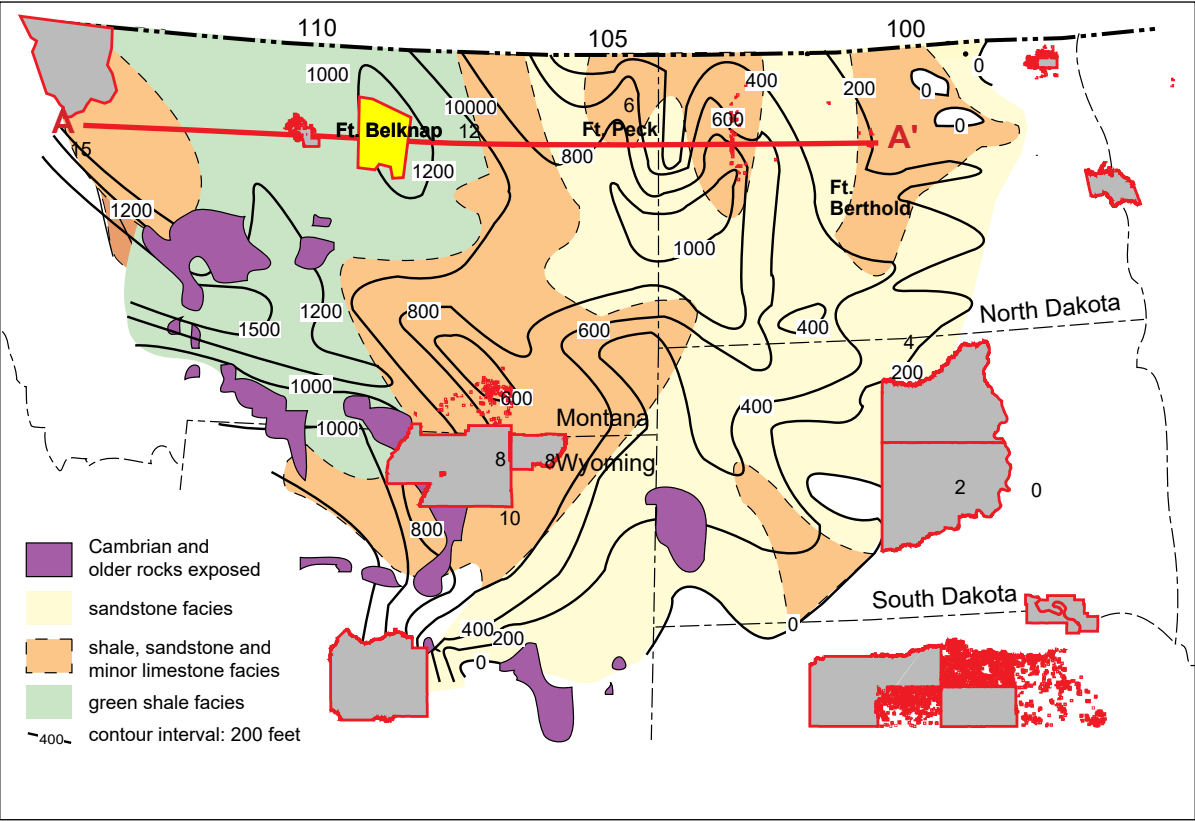 110
105
100
0
1000
400
200
0
10000
6
600
0
A
Ft. Belknap
12
Ft. Peck
A'
15
800
1200
Ft.
Berthold
1200
1000
1500
1200
800
600
400
North Dakota
4
200
1000
600
400
1000
Montana
8
8
Wyoming
2
0
10
800
Cambrian and
older rocks exposed
sandstone facies
South Dakota
400
200
0
0
shale, sandstone and
minor limestone facies
green shale facies
400
contour interval: 200 feet